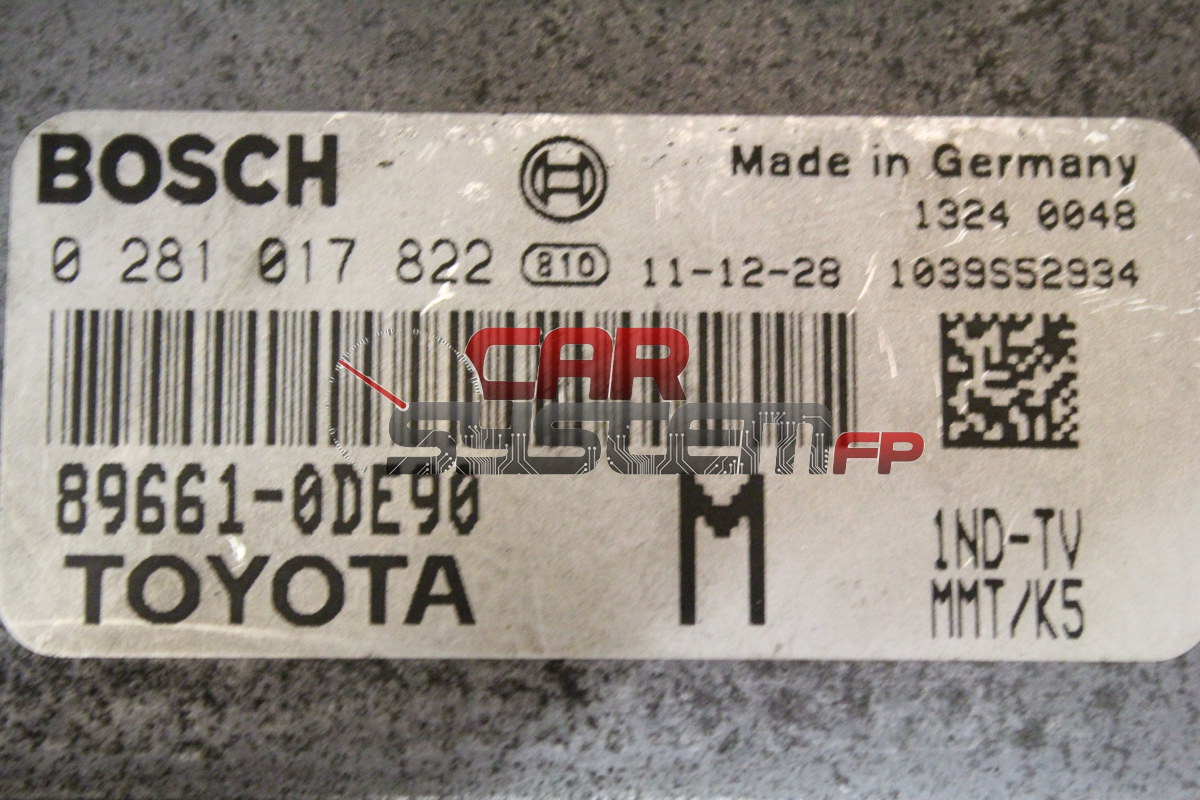 BOSCH
Made in Germany
1324 0048
0 281 017 822 810 11-12-28 1039S52934
CAR
SYSTEM FP
89661-0DE90
M
1ND-TV
TOYOTA
MMT/K5